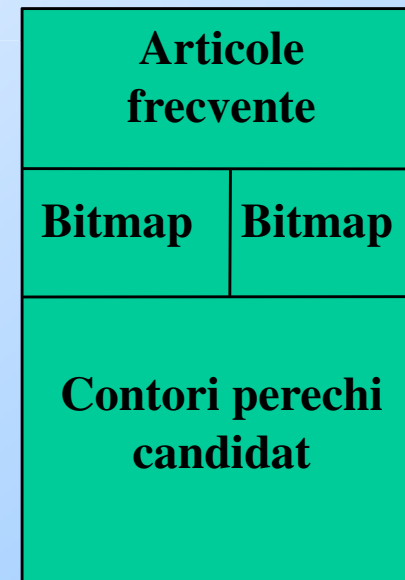 Articole
frecvente
Bitmap Bitmap
Contori perechi
candidat